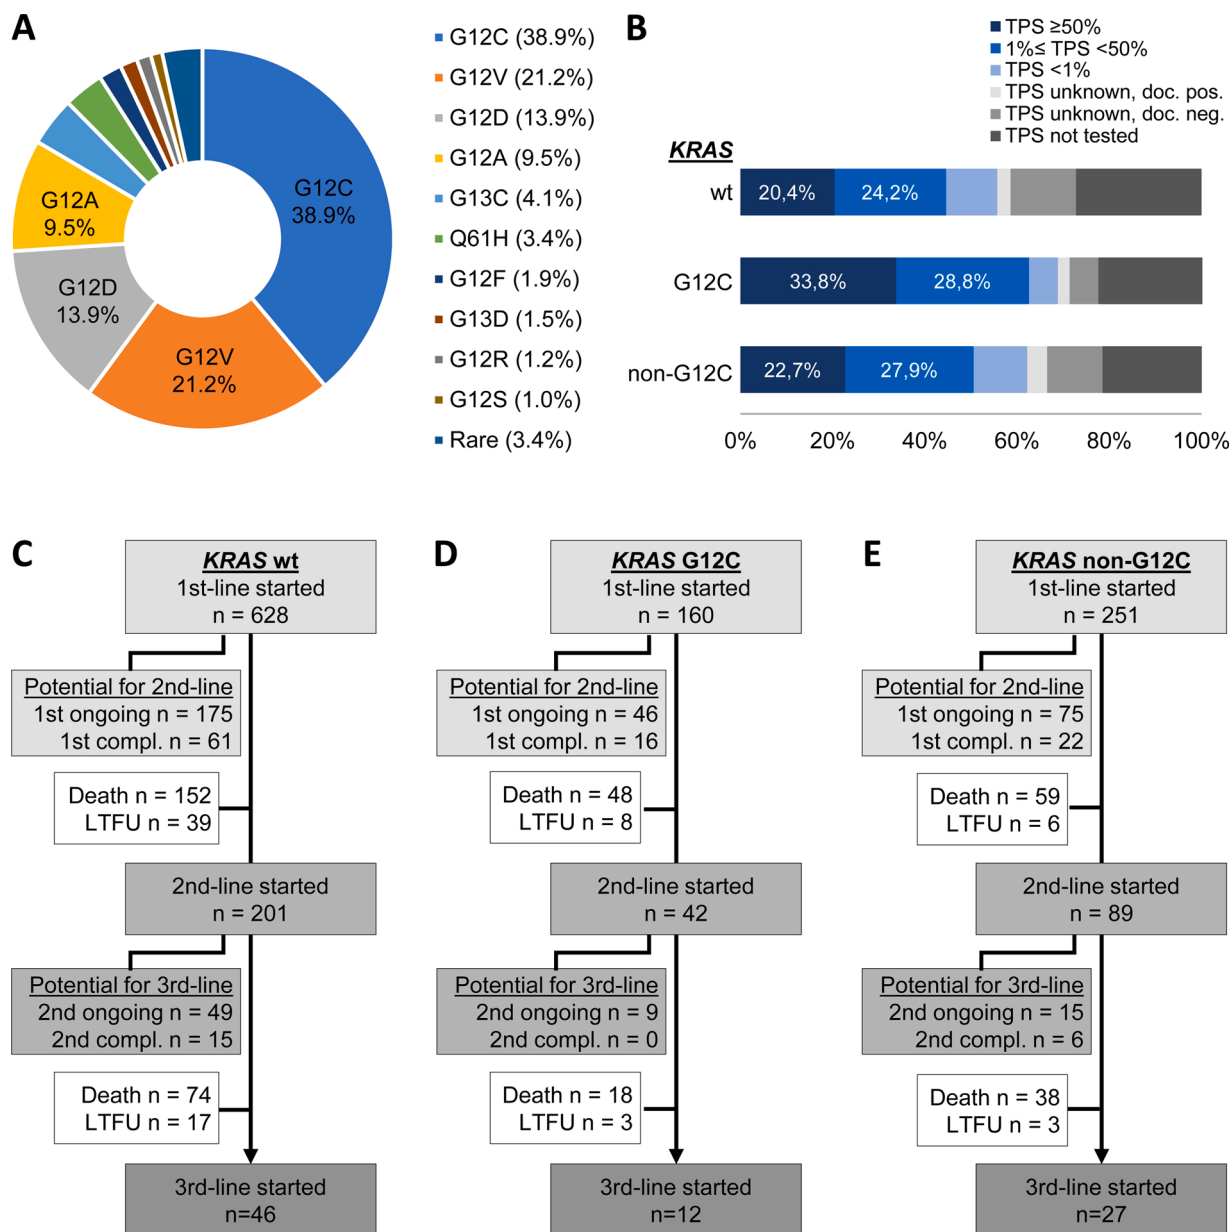 A
G12C
38.9%
G12V
21.2%
G12D
13.9%
G12A
9.5%
G12C (38.9%)
G12V (21.2%)
G12D (13.9%)
G12A (9.5%)
G13C (4.1%)
Q61H (3.4%)
G12F (1.9%)
G13D (1.5%)
G12R (1.2%)
G12S (1.0%)
Rare (3.4%)
B
TPS ≥50%
1%≤ TPS <50%
TPS <1%
TPS unknown, doc. pos.
TPS unknown, doc. neg.
TPS not tested
KRAS
wt
20,4%
24,2%
G12C
33,8%
28,8%
non-G12C
22,7%
27,9%
0%
20%
40%
60%
80%
100%
C
KRAS wt
1st-line started
n = 628
Potential for 2nd-line
1st ongoing n = 175
1st compl. n = 61
Death n = 152
LTFU n = 39
2nd-line started
n = 201
Potential for 3rd-line
2nd ongoing n = 49
2nd compl. n = 15
Death n = 74
LTFU n = 17
3rd-line started
n=46
D
KRAS G12C
1st-line started
n = 160
Potential for 2nd-line
1st ongoing n = 46
1st compl. n = 16
Death n = 48
LTFU n = 8
2nd-line started
n = 42
Potential for 3rd-line
2nd ongoing n = 9
2nd compl. n = 0
Death n = 18
LTFU n = 3
3rd-line started
n=12
E
KRAS non-G12C
1st-line started
n = 251
Potential for 2nd-line
1st ongoing n = 75
1st compl. n = 22
Death n = 59
LTFU n = 6
2nd-line started
n = 89
Potential for 3rd-line
2nd ongoing n = 15
2nd compl. n = 6
Death n = 38
LTFU n = 3
3rd-line started
n=27